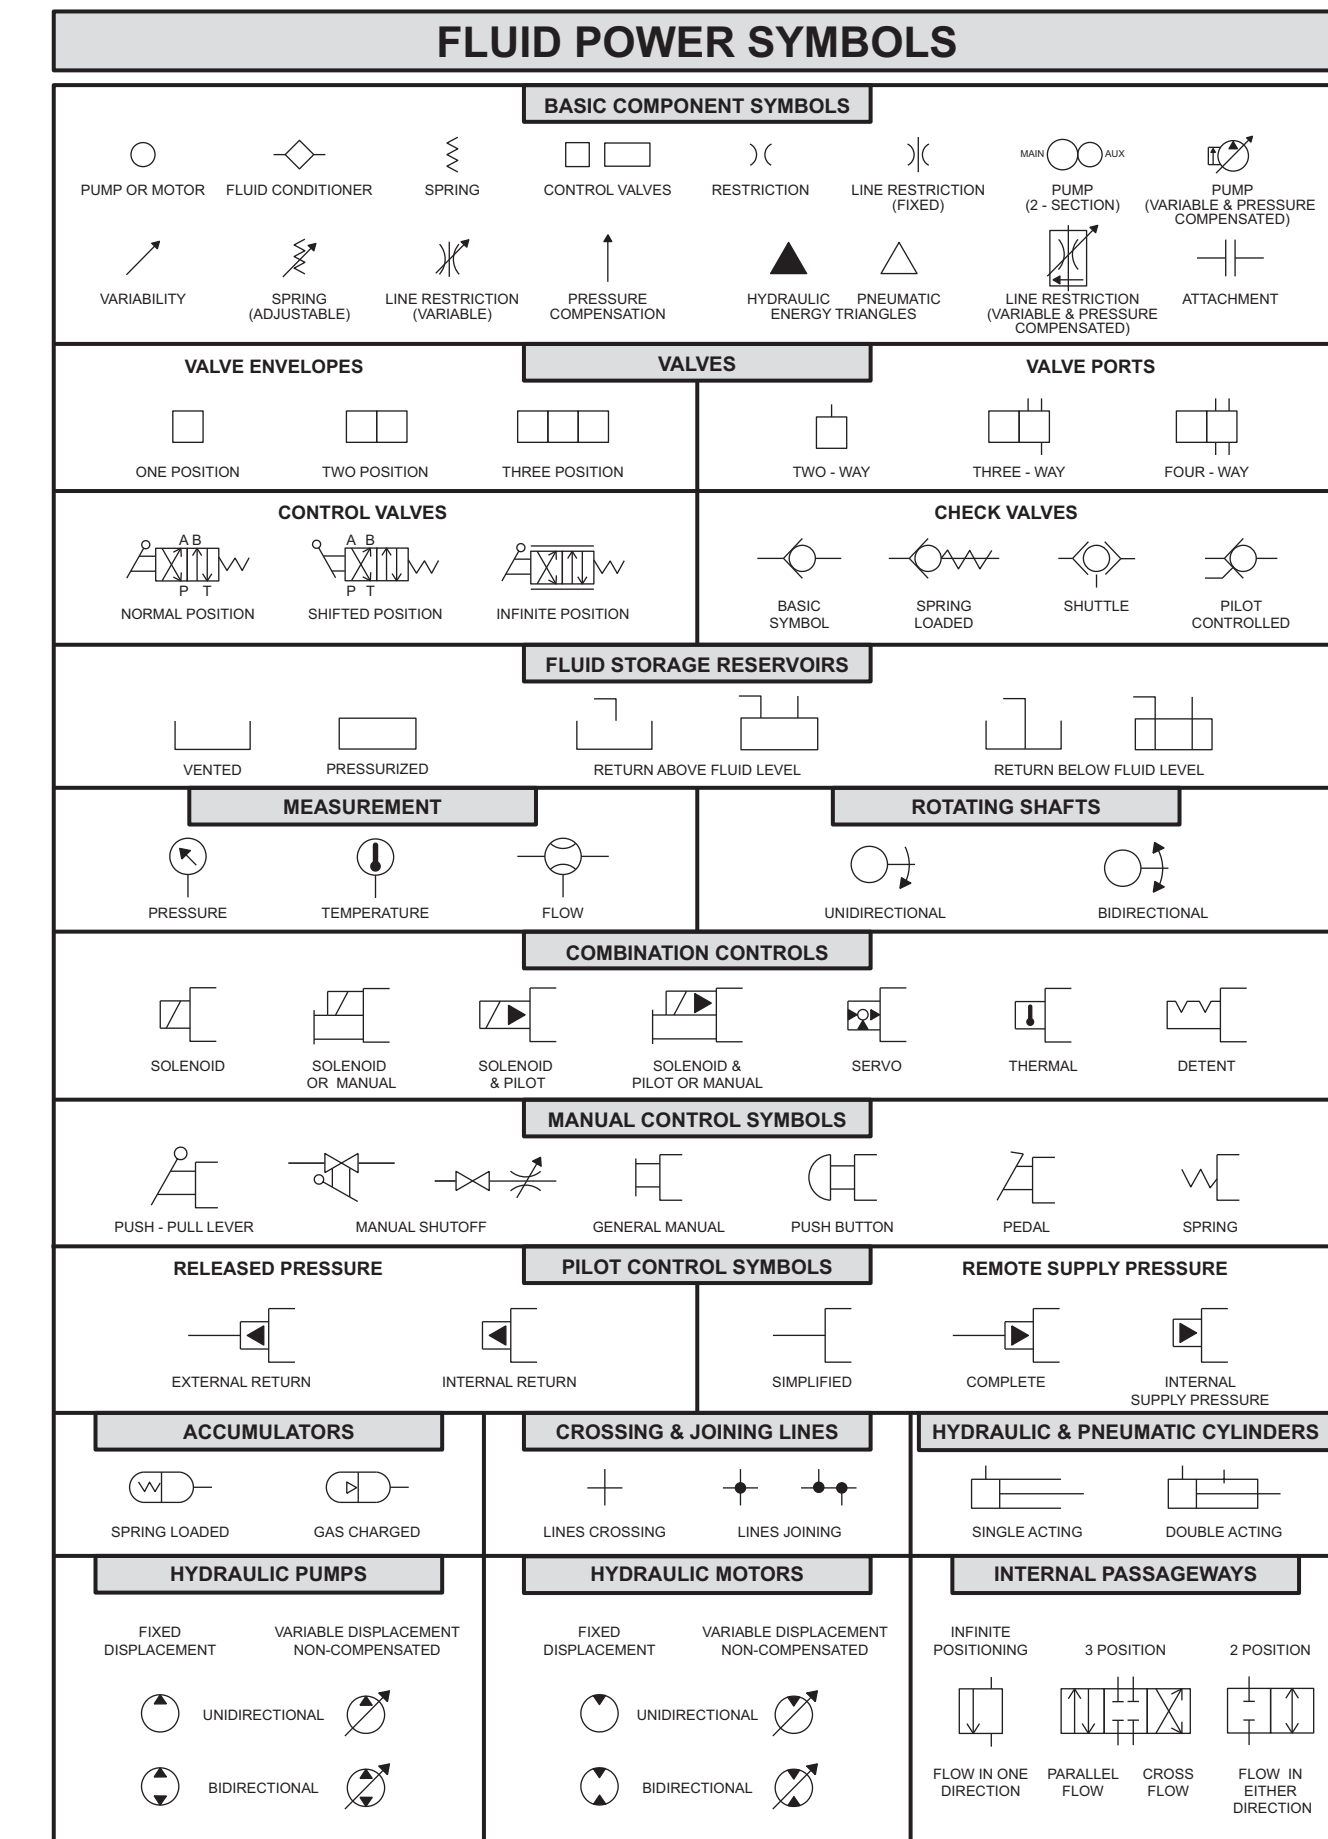 FLUID POWER SYMBOLS
BASIC COMPONENT SYMBOLS
MAIN
AUX
PUMP OR MOTOR
FLUID CONDITIONER
SPRING
CONTROL VALVES
RESTRICTION
LINE RESTRICTION
(FIXED)
PUMP
(2 - SECTION)
PUMP
(VARIABLE & PRESSURE
COMPENSATED)
VARIABILITY
SPRING
(ADJUSTABLE)
LINE RESTRICTION
(VARIABLE)
PRESSURE
COMPENSATION
HYDRAULIC
PNEUMATIC
ENERGY TRIANGLES
LINE RESTRICTION
(VARIABLE & PRESSURE
COMPENSATED)
ATTACHMENT
VALVE ENVELOPES
VALVES
VALVE PORTS
ONE POSITION
TWO POSITION
THREE POSITION
TWO - WAY
THREE - WAY
FOUR - WAY
CONTROL VALVES
A B
P T
NORMAL POSITION
A B
P T
SHIFTED POSITION
INFINITE POSITION
CHECK VALVES
BASIC
SYMBOL
SPRING
LOADED
SHUTTLE
PILOT
CONTROLLED
FLUID STORAGE RESERVOIRS
VENTED
PRESSURIZED
RETURN ABOVE FLUID LEVEL
RETURN BELOW FLUID LEVEL
MEASUREMENT
PRESSURE
TEMPERATURE
FLOW
ROTATING SHAFTS
UNIDIRECTIONAL
BIDIRECTIONAL
COMBINATION CONTROLS
SOLENOID
SOLENOID
OR MANUAL
SOLENOID
& PILOT
SOLENOID &
PILOT OR MANUAL
SERVO
THERMAL
DETENT
MANUAL CONTROL SYMBOLS
PUSH - PULL LEVER
MANUAL SHUTOFF
GENERAL MANUAL
PUSH BUTTON
PEDAL
SPRING
RELEASED PRESSURE
PILOT CONTROL SYMBOLS
REMOTE SUPPLY PRESSURE
EXTERNAL RETURN
INTERNAL RETURN
SIMPLIFIED
COMPLETE
INTERNAL
SUPPLY PRESSURE
ACCUMULATORS
SPRING LOADED
GAS CHARGED
CROSSING & JOINING LINES
LINES CROSSING
LINES JOINING
HYDRAULIC & PNEUMATIC CYLINDERS
SINGLE ACTING
DOUBLE ACTING
HYDRAULIC PUMPS
FIXED
DISPLACEMENT
VARIABLE DISPLACEMENT
NON-COMPENSATED
UNIDIRECTIONAL
BIDIRECTIONAL
HYDRAULIC MOTORS
FIXED
DISPLACEMENT
VARIABLE DISPLACEMENT
NON-COMPENSATED
UNIDIRECTIONAL
BIDIRECTIONAL
INTERNAL PASSAGEWAYS
INFINITE
POSITIONING
3 POSITION
2 POSITION
FLOW IN ONE
DIRECTION
PARALLEL
FLOW
CROSS
FLOW
FLOW IN
EITHER
DIRECTION